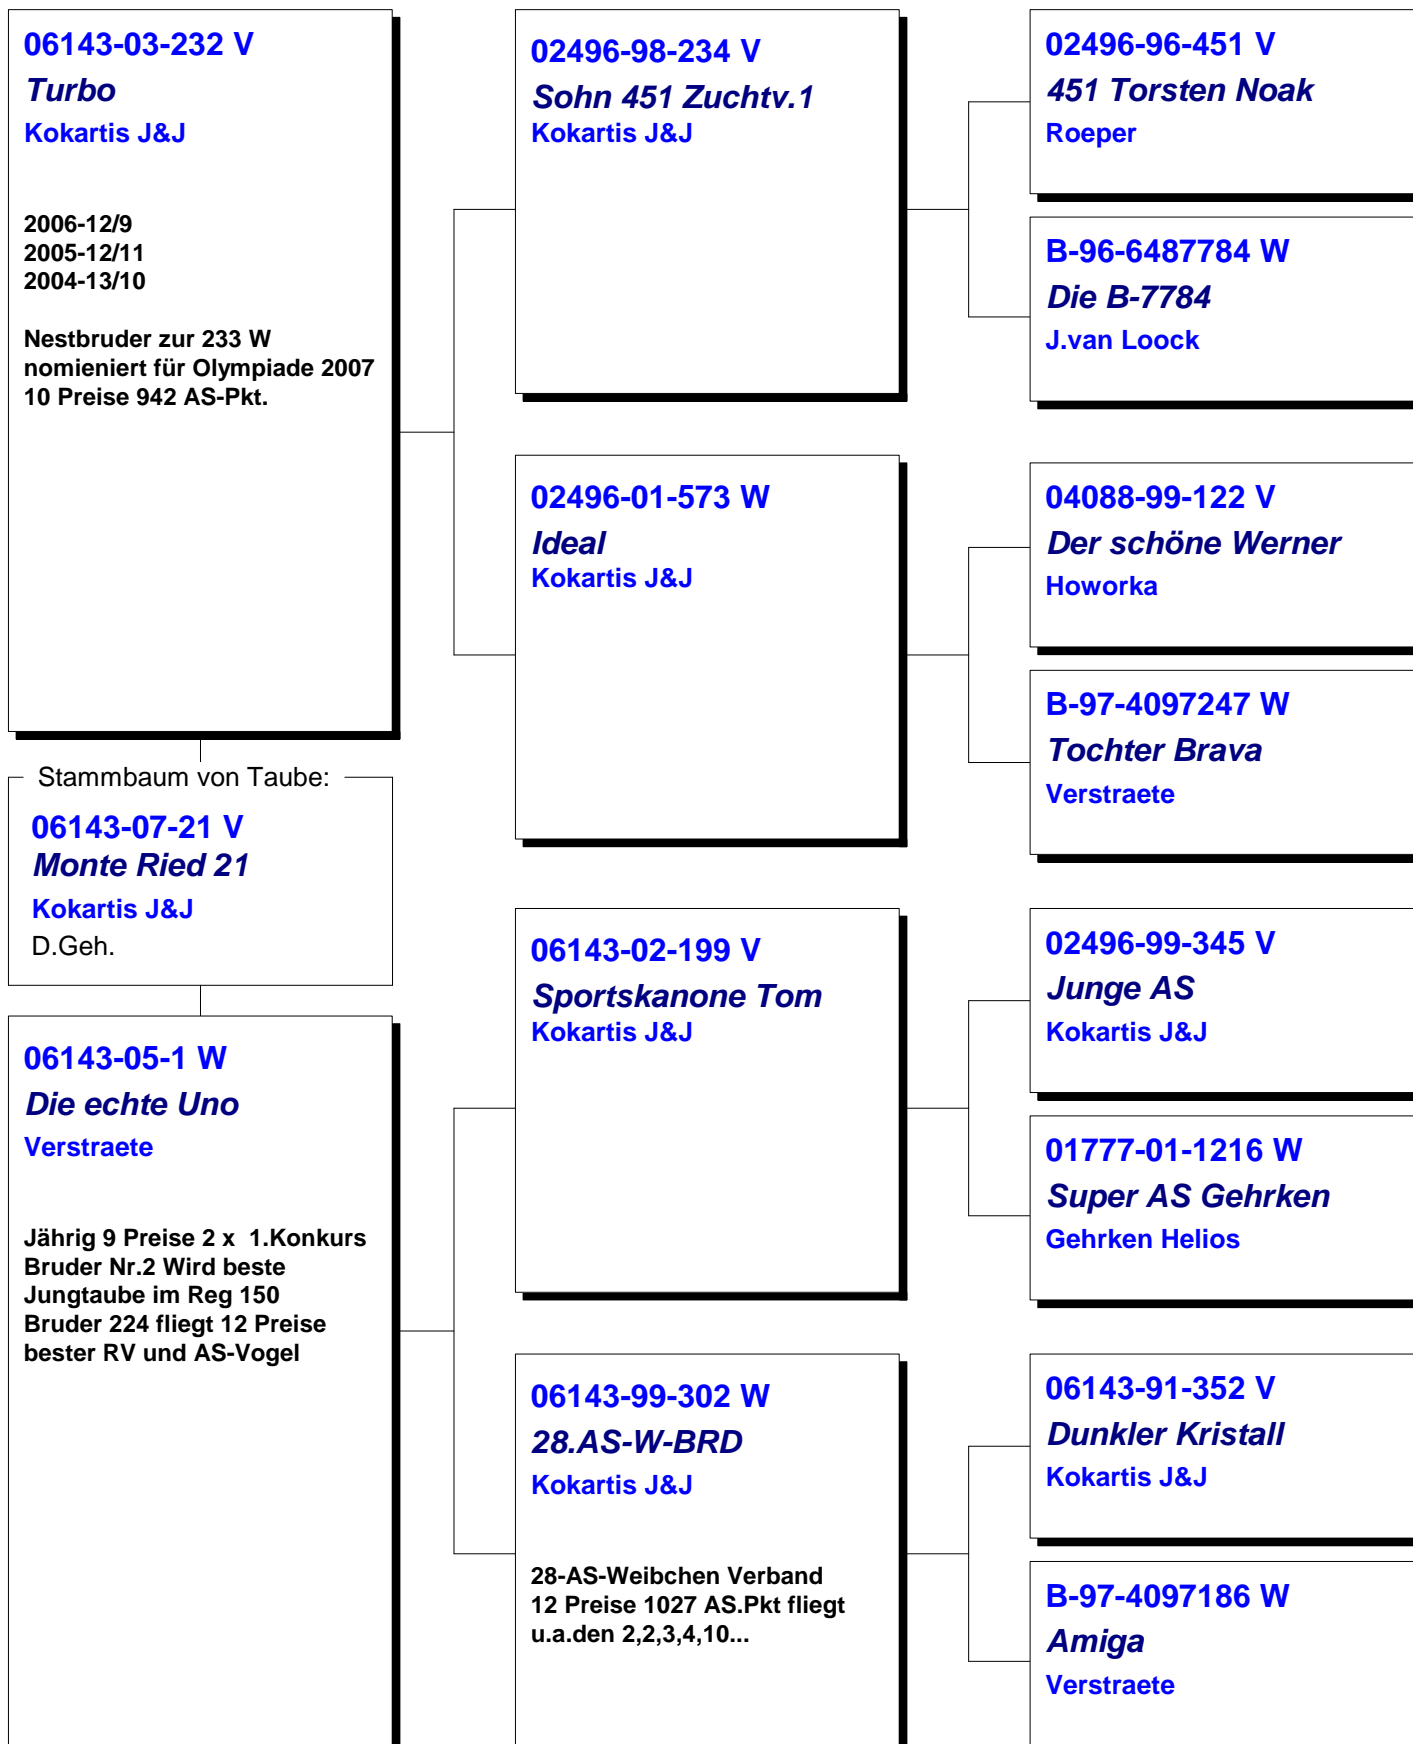 06143-03-232 V
Turbo
Kokartis J&J
2006-12/9
2005-12/11
2004-13/10
Nestbruder zur 233 W
nomieniert für Olympiade 2007
10 Preise 942 AS-Pkt.
Stammbaum von Taube:
06143-07-21 V
Monte Ried 21
Kokartis J&J
D.Geh.
06143-05-1 W
Die echte Uno
Verstraete
Jährig 9 Preise 2 x  1.Konkurs
Bruder Nr.2 Wird beste
Jungtaube im Reg 150
Bruder 224 fliegt 12 Preise
bester RV und AS-Vogel
02496-98-234 V
Sohn 451 Zuchtv.1
Kokartis J&J
02496-01-573 W
Ideal
Kokartis J&J
06143-02-199 V
Sportskanone Tom
Kokartis J&J
06143-99-302 W
28.AS-W-BRD
Kokartis J&J
28-AS-Weibchen Verband
12 Preise 1027 AS.Pkt fliegt
u.a.den 2,2,3,4,10...
02496-96-451 V
451 Torsten Noak
Roeper
B-96-6487784 W
Die B-7784
J.van Loock
04088-99-122 V
Der schöne Werner
Howorka
B-97-4097247 W
Tochter Brava
Verstraete
02496-99-345 V
Junge AS
Kokartis J&J
01777-01-1216 W
Super AS Gehrken
Gehrken Helios
06143-91-352 V
Dunkler Kristall
Kokartis J&J
B-97-4097186 W
Amiga
Verstraete